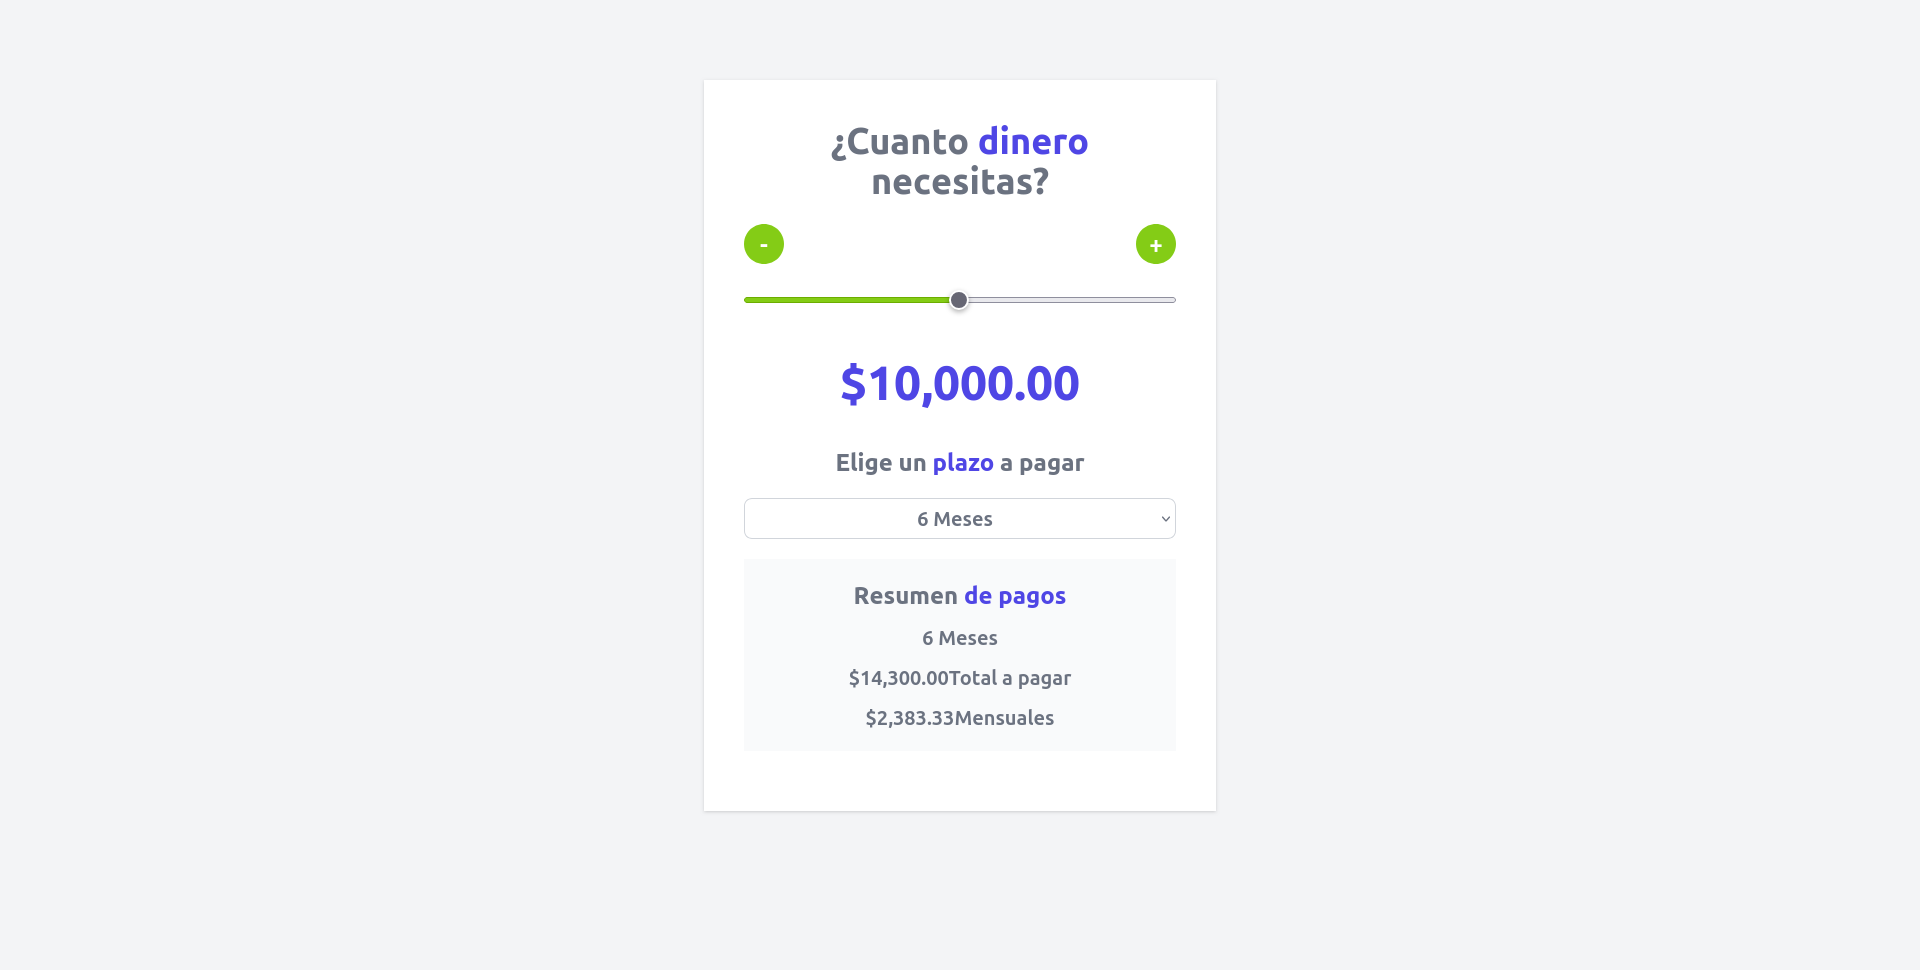 ¿Cuanto dinero
necesitas?
- +
$10,000.00
Elige un plazo a pagar
6 Meses
Resumen de pagos
6 Meses
$14,300.00Total a pagar
$2,383.33Mensuales